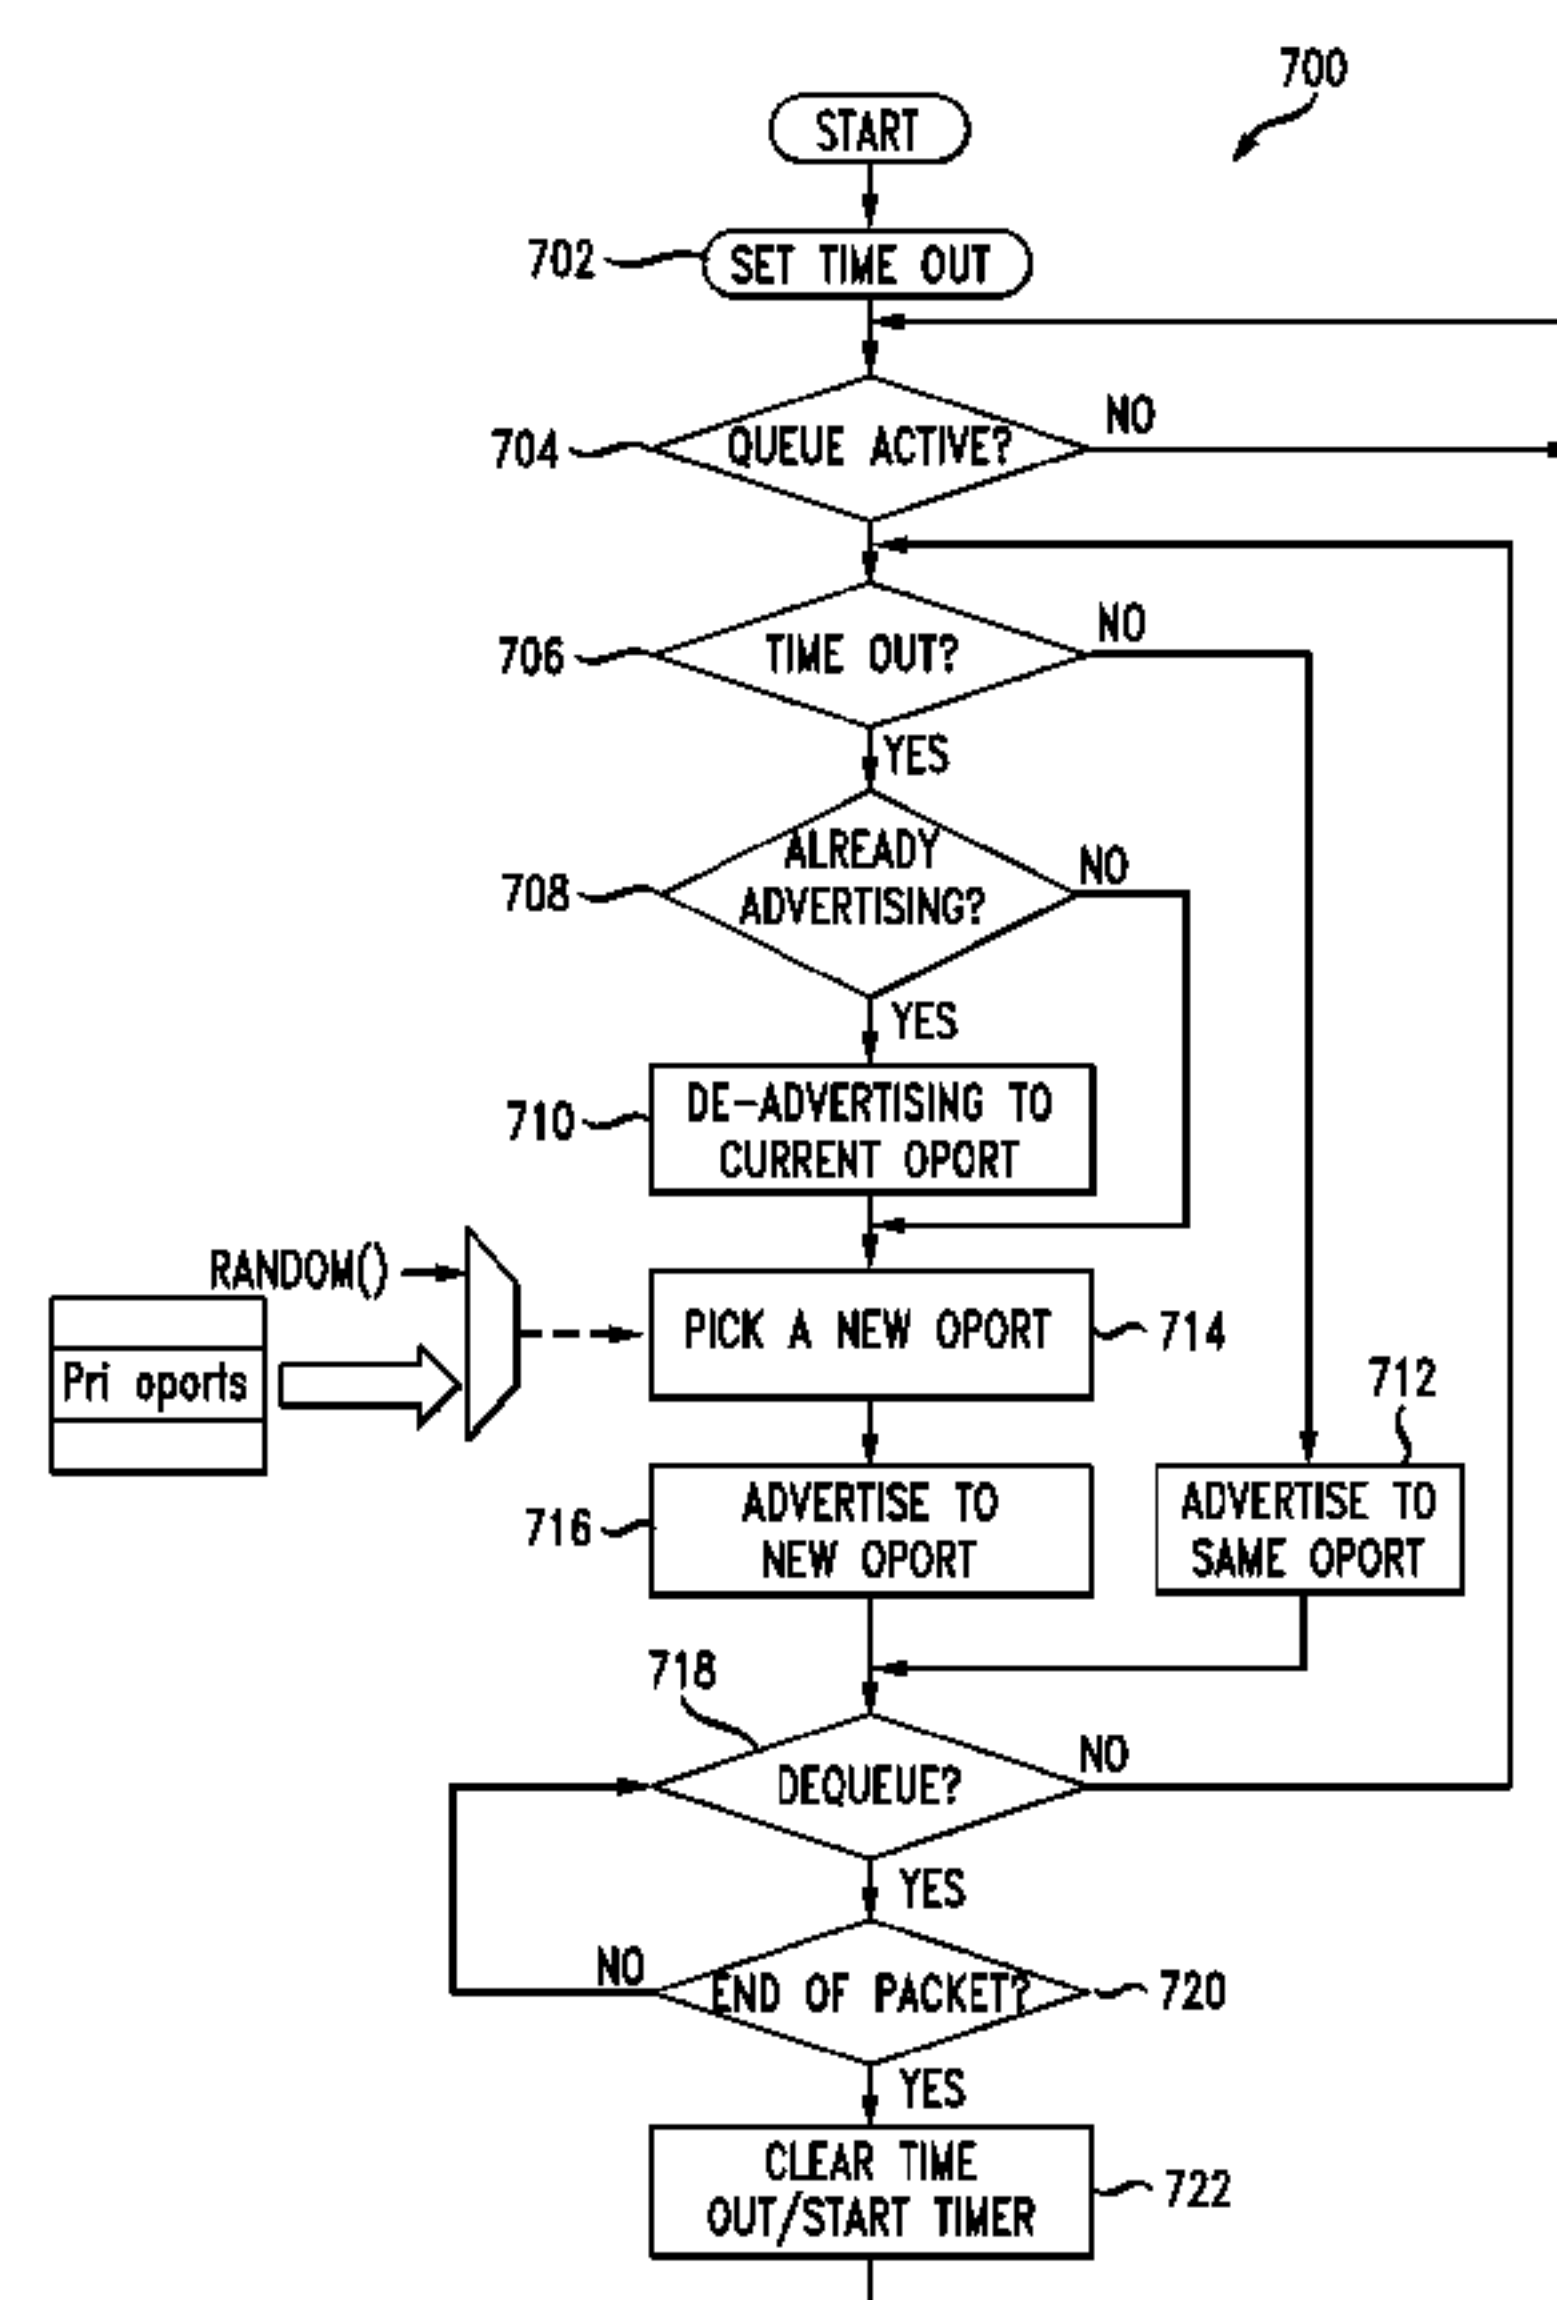 700
START
702
SET TIME OUT
704
QUEUE ACTIVE?
NO
706
TIME OUT?
NO
YES
708
ALREADY
ADVERTISING?
NO
YES
710
DE-ADVERTISING TO
CURRENT OPORT
RANDOM()
Pri oports
PICK A NEW OPORT
714
712
716
ADVERTISE TO
NEW OPORT
ADVERTISE TO
SAME OPORT
718
DEQUEUE?
NO
YES
NO
END OF PACKET?
720
YES
CLEAR TIME
OUT/START TIMER
722